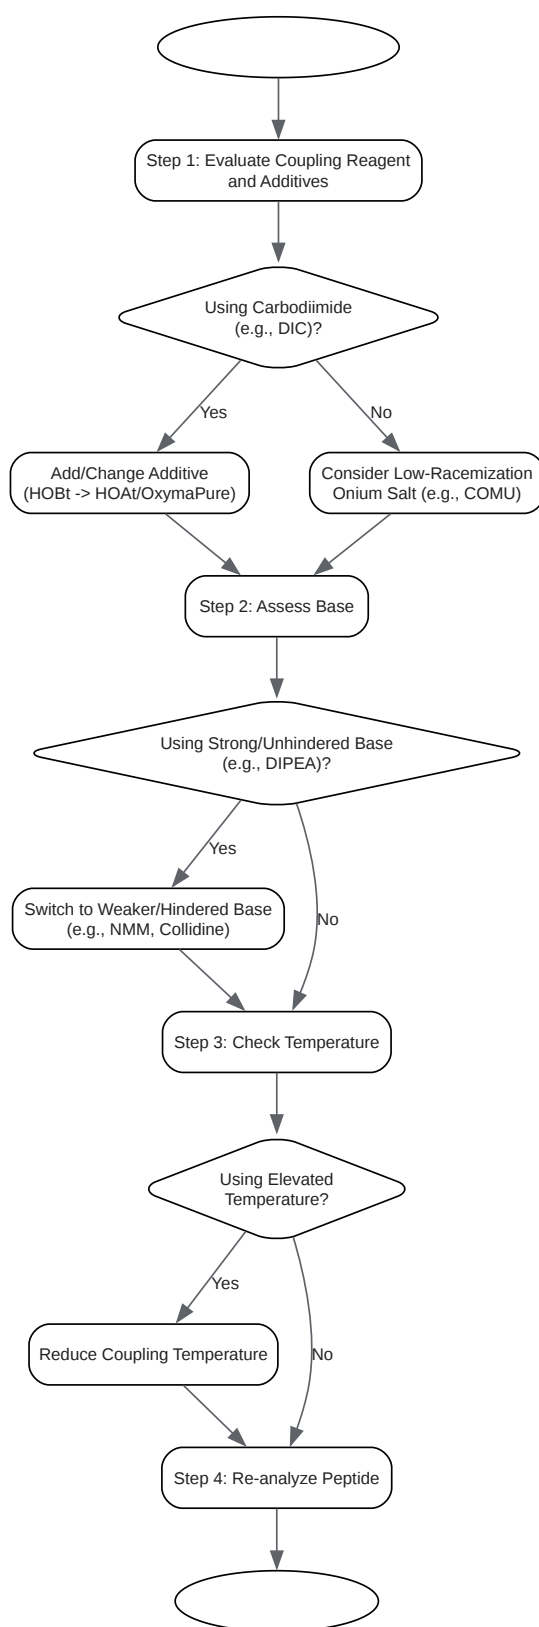 Step 1: Evaluate Coupling Reagent
and Additives
Using Carbodiimide
(e.g., DIC)?
Yes
No
Add/Change Additive
(HOBt -> HOAt/OxymaPure)
Consider Low-Racemization
Onium Salt (e.g., COMU)
Step 2: Assess Base
Using Strong/Unhindered Base
(e.g., DIPEA)?
Yes
No
Switch to Weaker/Hindered Base
(e.g., NMM, Collidine)
Step 3: Check Temperature
Using Elevated
Temperature?
Yes
No
Reduce Coupling Temperature
Step 4: Re-analyze Peptide